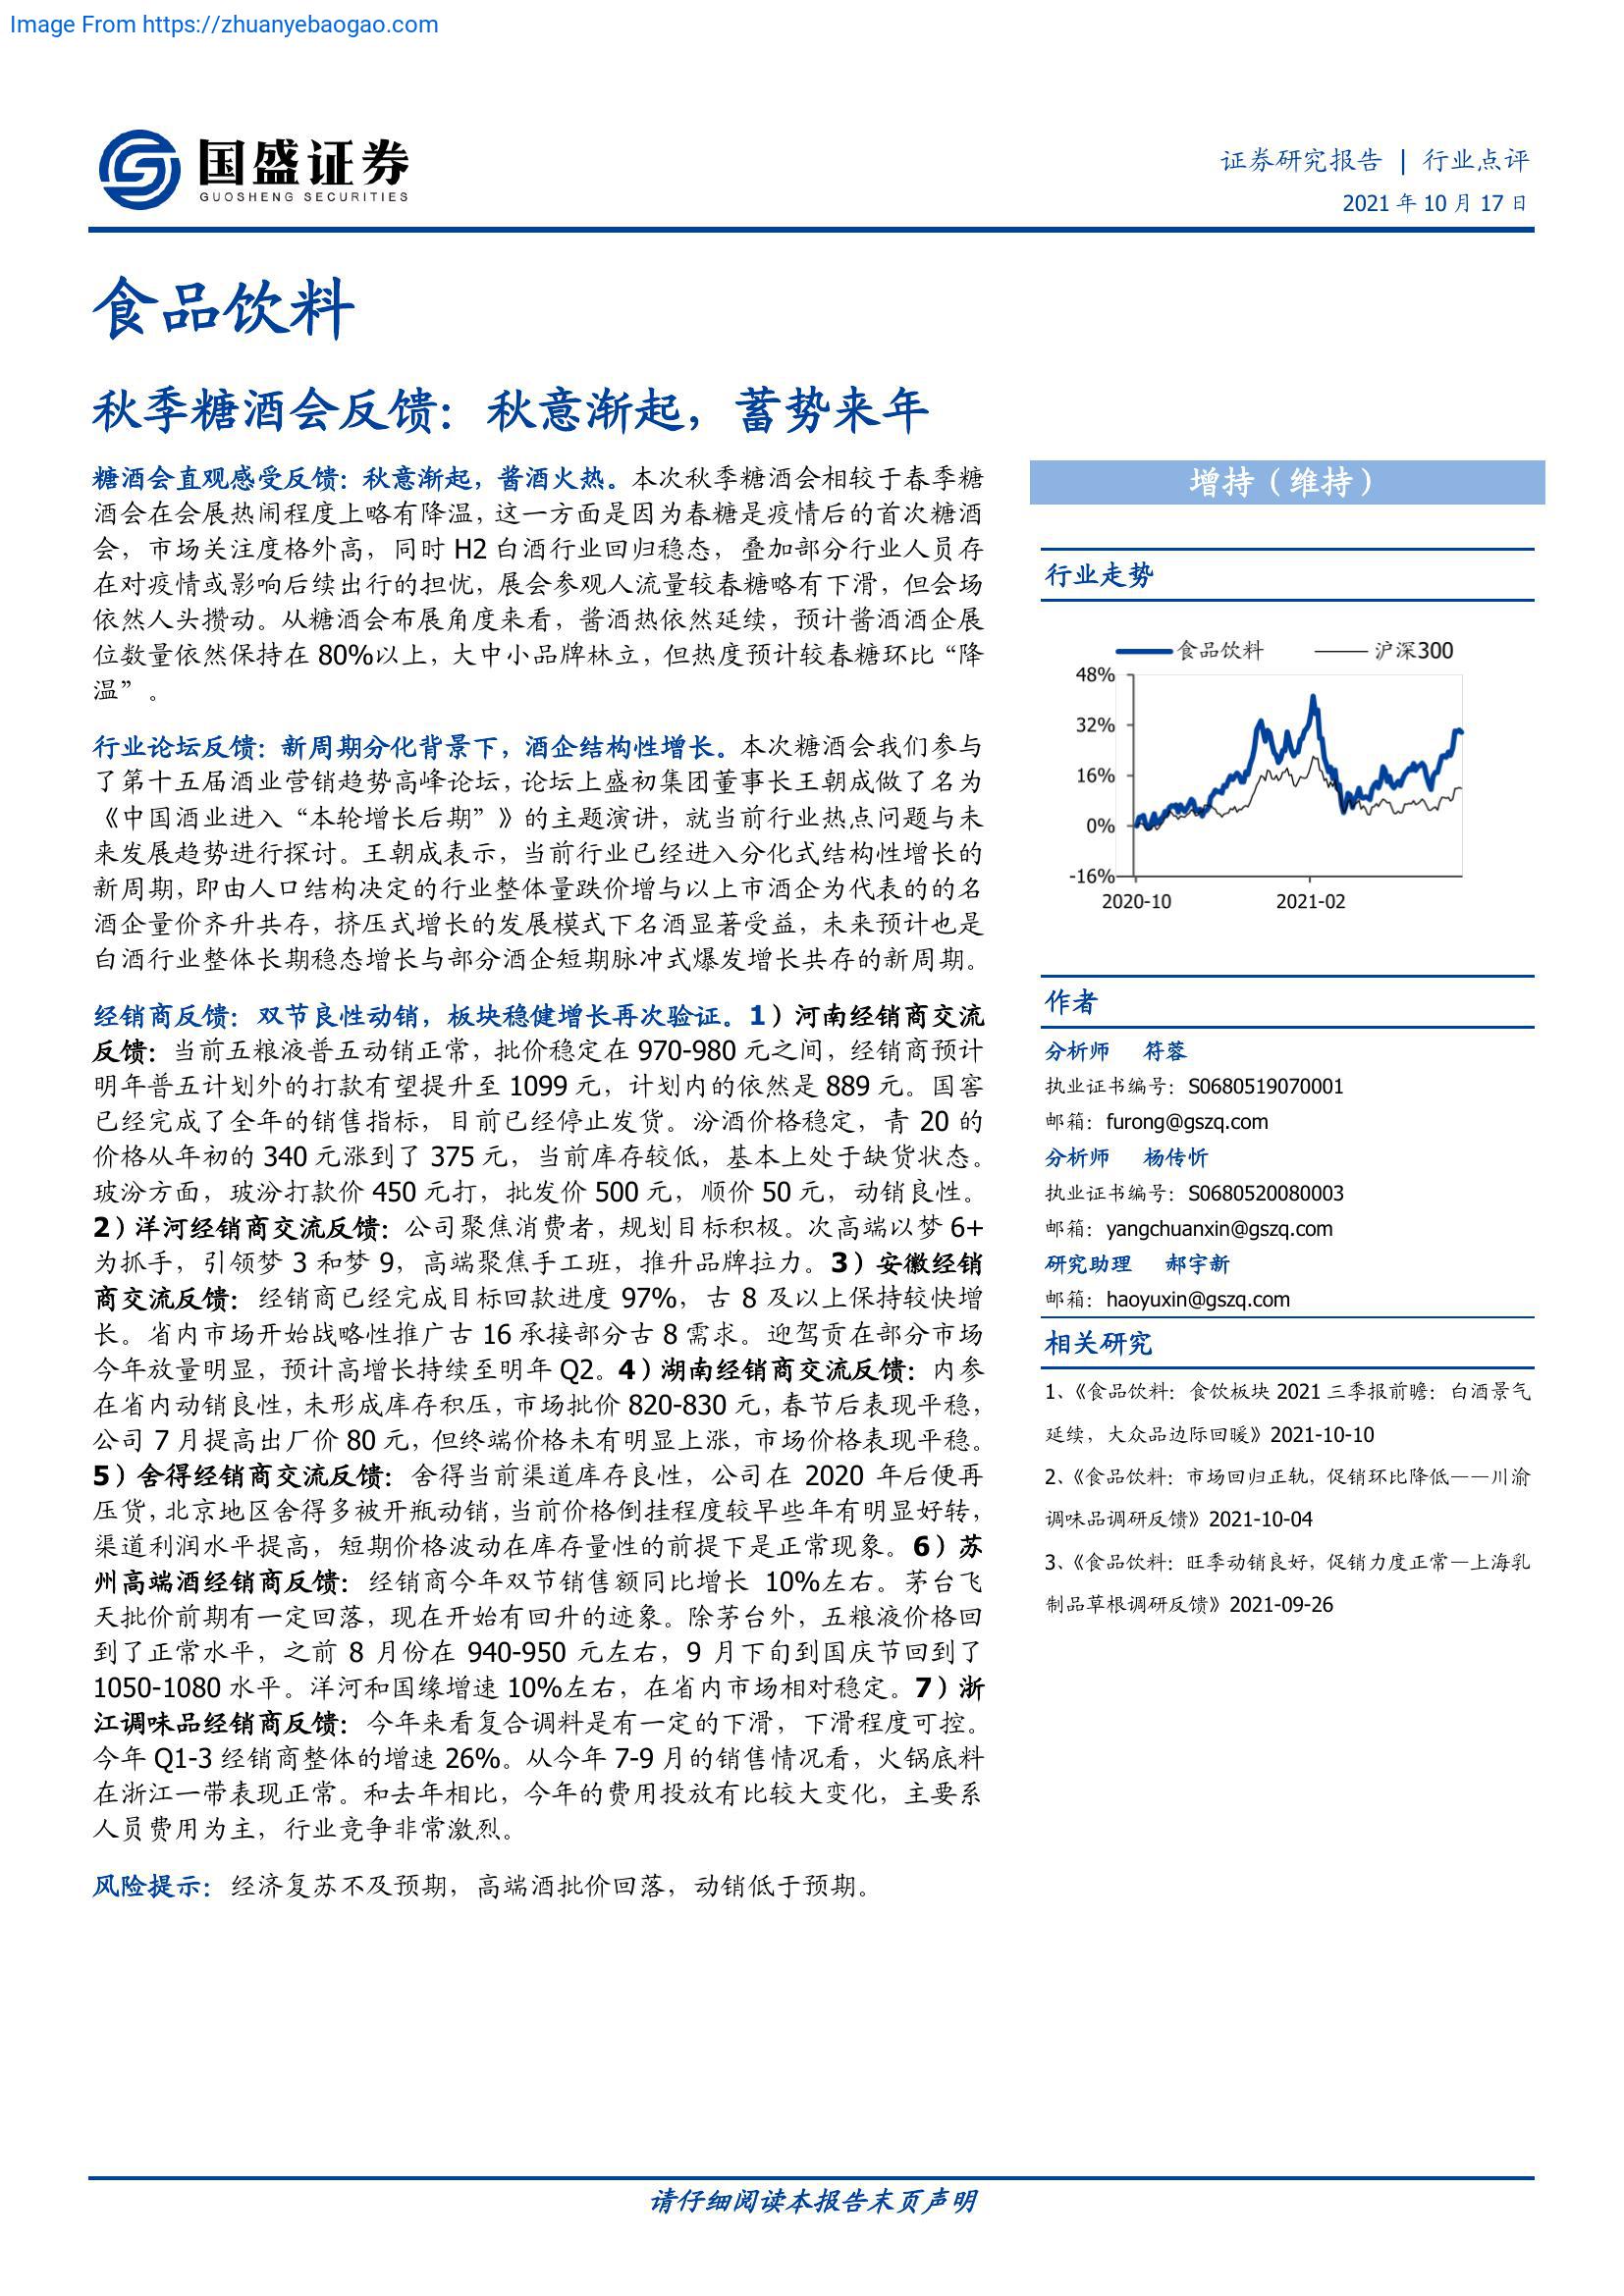 Image From https://zhuanyebaogao.com
国盛证券
GUOSHENG SECURITIES
证券研究报告 | 行业点评
2021 年 10 月 17 日
食品饮料
秋季糖酒会反馈：秋意渐起，蓄势来年
糖酒会直观感受反馈：秋意渐起，酱酒火热。本次秋季糖酒会相较于春季糖
酒会在会展热闹程度上略有降温，这一方面是因为春糖是疫情后的首次糖酒
会，市场关注度格外高，同时 H2 白酒行业回归稳态，叠加部分行业人员存
在对疫情或影响后续出行的担忧，展会参观人流量较春糖略有下滑，但会场
依然人头攒动。从糖酒会布展角度来看，酱酒热依然延续，预计酱酒酒企展
位数量依然保持在 80%以上，大中小品牌林立，但热度预计较春糖环比“降
温”。
行业论坛反馈：新周期分化背景下，酒企结构性增长。本次糖酒会我们参与
了第十五届酒业营销趋势高峰论坛，论坛上盛初集团董事长王朝成做了名为
《中国酒业进入“本轮增长后期”》的主题演讲，就当前行业热点问题与未
来发展趋势进行探讨。王朝成表示，当前行业已经进入分化式结构性增长的
新周期，即由人口结构决定的行业整体量跌价增与以上市酒企为代表的的名
酒企量价齐升共存，挤压式增长的发展模式下名酒显著受益，未来预计也是
白酒行业整体长期稳态增长与部分酒企短期脉冲式爆发增长共存的新周期。
经销商反馈：双节良性动销，板块稳健增长再次验证。1）河南经销商交流
反馈：当前五粮液普五动销正常，批价稳定在 970-980 元之间，经销商预计
明年普五计划外的打款有望提升至 1099 元，计划内的依然是 889 元。国窖
已经完成了全年的销售指标，目前已经停止发货。汾酒价格稳定，青 20 的
价格从年初的 340 元涨到了 375 元，当前库存较低，基本上处于缺货状态。
玻汾方面，玻汾打款价 450 元打，批发价 500 元，顺价 50 元，动销良性。
2）洋河经销商交流反馈：公司聚焦消费者，规划目标积极。次高端以梦 6+
为抓手，引领梦 3 和梦 9，高端聚焦手工班，推升品牌拉力。3）安徽经销
商交流反馈：经销商已经完成目标回款进度 97%，古 8 及以上保持较快增
长。省内市场开始战略性推广古 16 承接部分古 8 需求。迎驾贡在部分市场
今年放量明显，预计高增长持续至明年 Q2。4）湖南经销商交流反馈：内参
在省内动销良性，未形成库存积压，市场批价 820-830 元，春节后表现平稳，
公司 7 月提高出厂价 80 元，但终端价格未有明显上涨，市场价格表现平稳。
5）舍得经销商交流反馈：舍得当前渠道库存良性，公司在 2020 年后便再
压货，北京地区舍得多被开瓶动销，当前价格倒挂程度较早些年有明显好转，
渠道利润水平提高，短期价格波动在库存量性的前提下是正常现象。6）苏
州高端酒经销商反馈：经销商今年双节销售额同比增长 10%左右。茅台飞
天批价前期有一定回落，现在开始有回升的迹象。除茅台外，五粮液价格回
到了正常水平，之前 8 月份在 940-950 元左右，9 月下旬到国庆节回到了
1050-1080 水平。洋河和国缘增速 10%左右，在省内市场相对稳定。7）浙
江调味品经销商反馈：今年来看复合调料是有一定的下滑，下滑程度可控。
今年 Q1-3 经销商整体的增速 26%。从今年 7-9 月的销售情况看，火锅底料
在浙江一带表现正常。和去年相比，今年的费用投放有比较大变化，主要系
人员费用为主，行业竞争非常激烈。
风险提示：经济复苏不及预期，高端酒批价回落，动销低于预期。
增持（维持）
行业走势
食品饮料 沪深300
48%
32%
16%
0%
-16%
2020-10 2021-02
作者
分析师 符蓉
执业证书编号：S0680519070001
邮箱：furong@gszq.com
分析师 杨传忻
执业证书编号：S0680520080003
邮箱：yangchuanxin@gszq.com
研究助理 郝宇新
邮箱：haoyuxin@gszq.com
相关研究
1、《食品饮料：食饮板块 2021 三季报前瞻：白酒景气
延续，大众品边际回暖》2021-10-10
2、《食品饮料：市场回归正轨，促销环比降低——川渝
调味品调研反馈》2021-10-04
3、《食品饮料：旺季动销良好，促销力度正常—上海乳
制品草根调研反馈》2021-09-26
请仔细阅读本报告末页声明